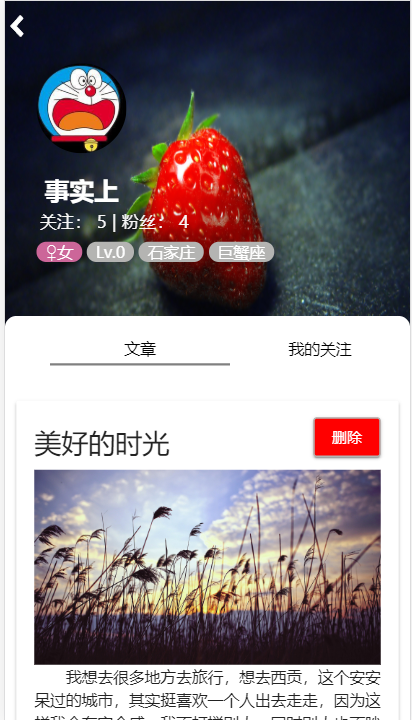 事实上
关注： 5 | 粉丝： 4
♀女 Lv.0 石家庄 巨蟹座
文章 我的关注
美好的时光
删除
我想去很多地方去旅行，想去西贡，这个安安
呆过的城市，其实挺喜欢一个人出去走走，因为这